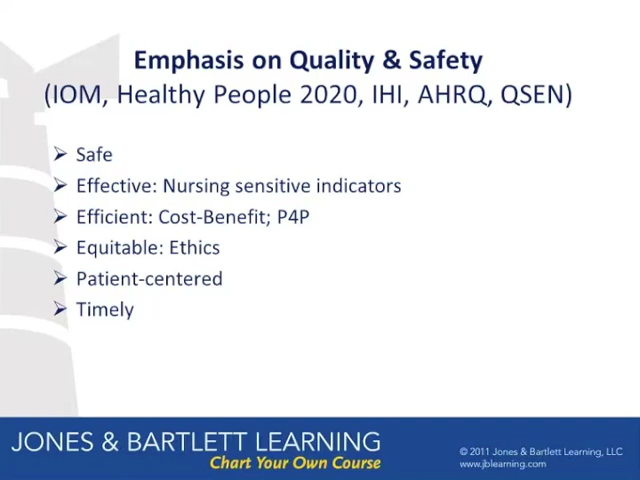 Emphasis on Quality & Safety
(IOM, Healthy People 2020, IHI, AHRQ, QSEN)
Safe
Effective: Nursing sensitive indicators
Efficient: Cost-Benefit; P4P
Equitable: Ethics
Patient-centered
Timely
JONES & BARTLETT LEARNING
Chart Your Own Course
© 2011 Jones & Bartlett Learning, LLC
www.jblearning.com